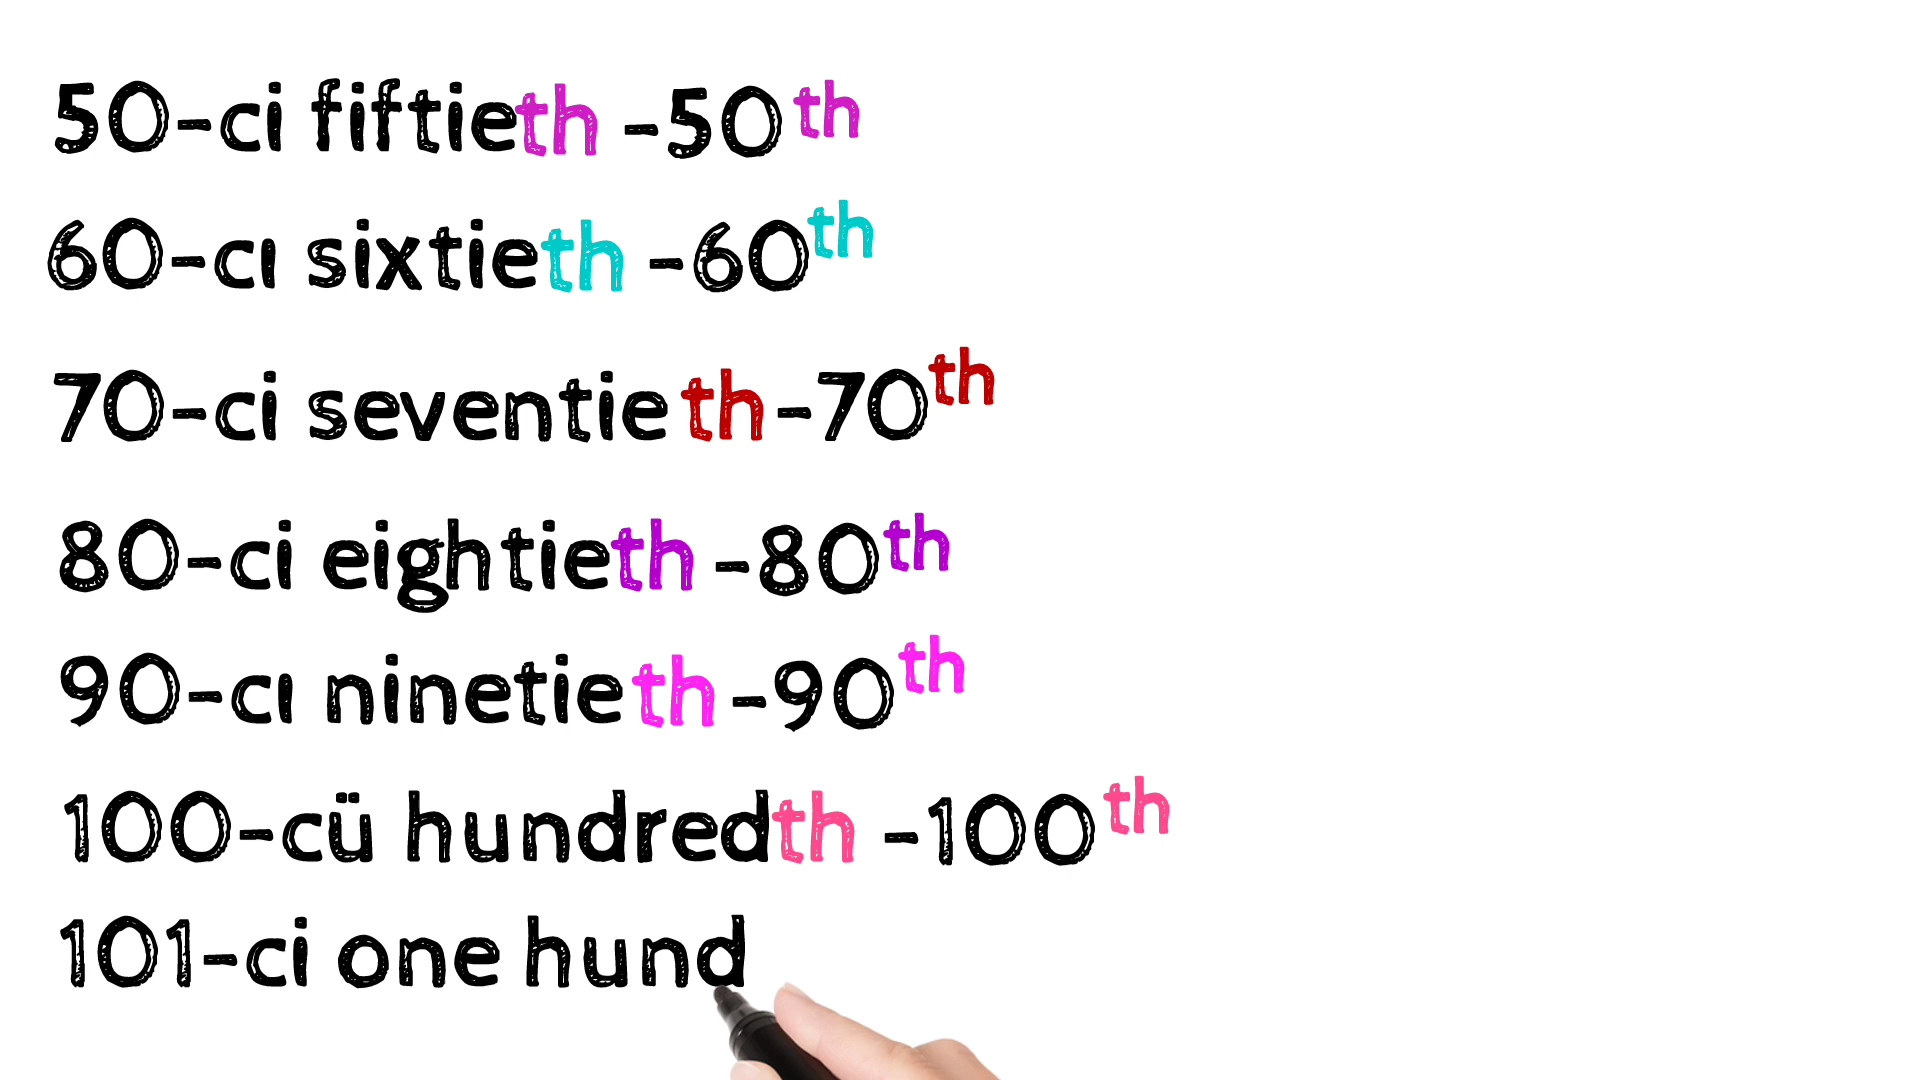 50-ci fiftieth -50th
60-cı sixtieth -60th
70-ci seventieth -70th
80-ci eightieth -80th
90-cı ninetieth -90th
100-cü hundredth -100th
101-ci one hund